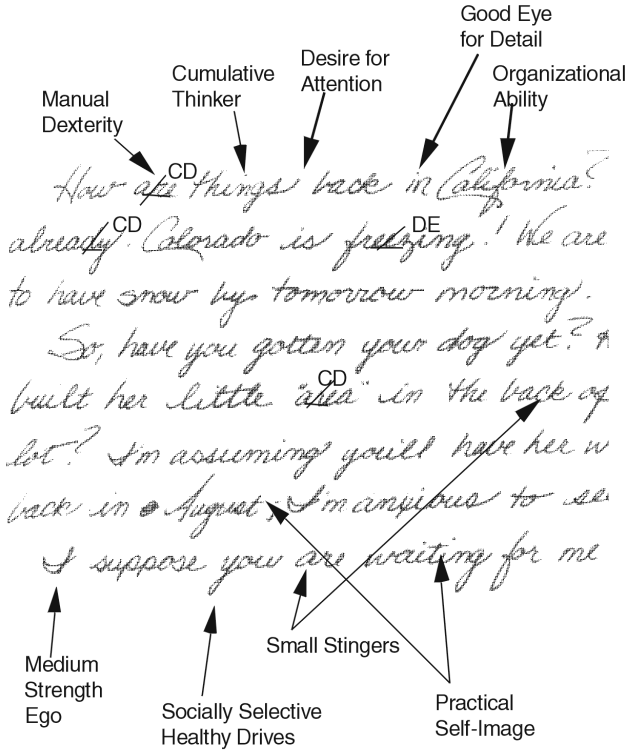 Good Eye
for Detail
Desire for
Attention
Organizational
Ability
Cumulative
Thinker
Manual
Dexterity
CD
How are things back in California?
CD
DE
already. Colorado is freezing! We are
to have snow by tomorrow morning.
So, have you gotten your dog yet?
CD
built her little "area" in the back of
lot? I'm assuming you'll have her w
back in August. I'm anxious to se
I suppose you are waiting for me
Small Stingers
Medium
Strength
Ego
Socially Selective
Healthy Drives
Practical
Self-Image